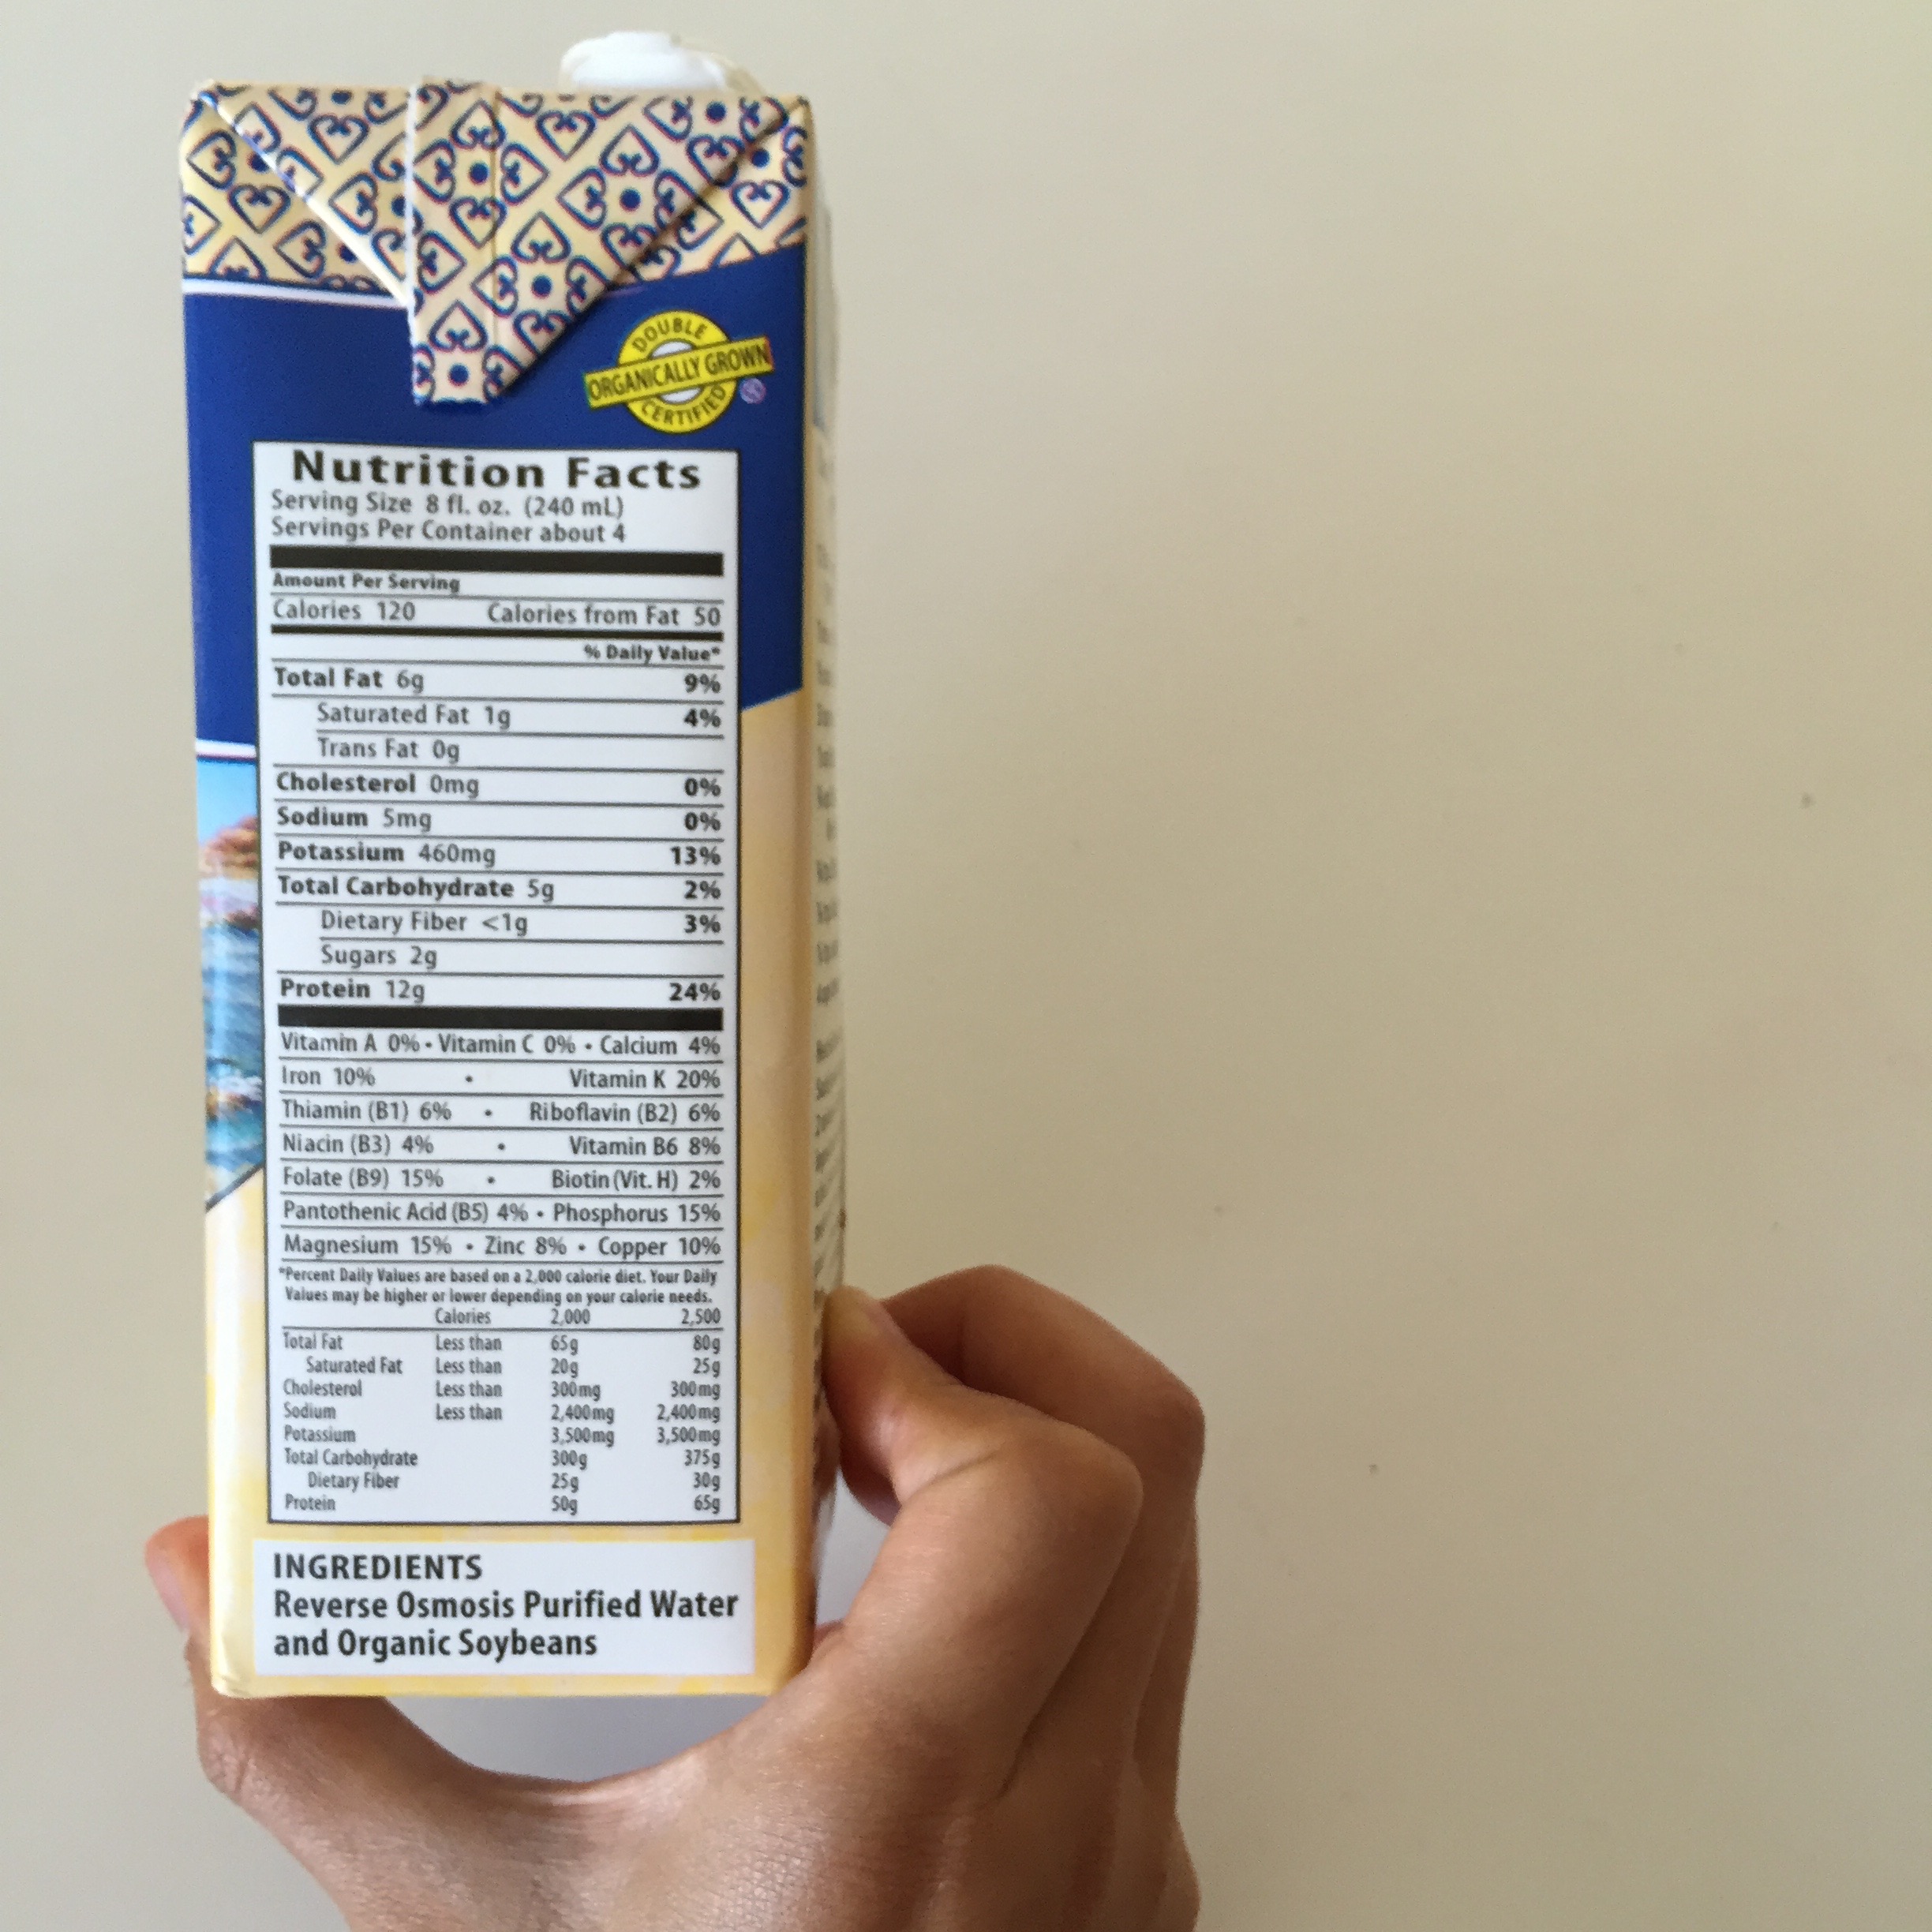 DOUBLE
ORGANICALLY GROWN
CERTIFIED
Nutrition Facts
Serving Size 8 fl. oz. (240 mL)
Servings Per Container about 4
Amount Per Serving
Calories 120 Calories from Fat 50
% Daily Value*
Total Fat 6g 9%
Saturated Fat 1g 4%
Trans Fat 0g
Cholesterol 0mg 0%
Sodium 5mg 0%
Potassium 460mg 13%
Total Carbohydrate 5g 2%
Dietary Fiber <1g 3%
Sugars 2g
Protein 12g 24%
Vitamin A 0% • Vitamin C 0% • Calcium 4%
Iron 10% • Vitamin K 20%
Thiamin (B1) 6% • Riboflavin (B2) 6%
Niacin (B3) 4% • Vitamin B6 8%
Folate (B9) 15% • Biotin (Vit. H) 2%
Pantothenic Acid (B5) 4% • Phosphorus 15%
Magnesium 15% • Zinc 8% • Copper 10%
*Percent Daily Values are based on a 2,000 calorie diet. Your Daily
Values may be higher or lower depending on your calorie needs.
Calories 2,000 2,500
Total Fat Less than 65g 80g
Saturated Fat Less than 20g 25g
Cholesterol Less than 300mg 300mg
Sodium Less than 2,400mg 2,400mg
Potassium 3,500mg 3,500mg
Total Carbohydrate 300g 375g
Dietary Fiber 25g 30g
Protein 50g 65g
INGREDIENTS
Reverse Osmosis Purified Water
and Organic Soybeans